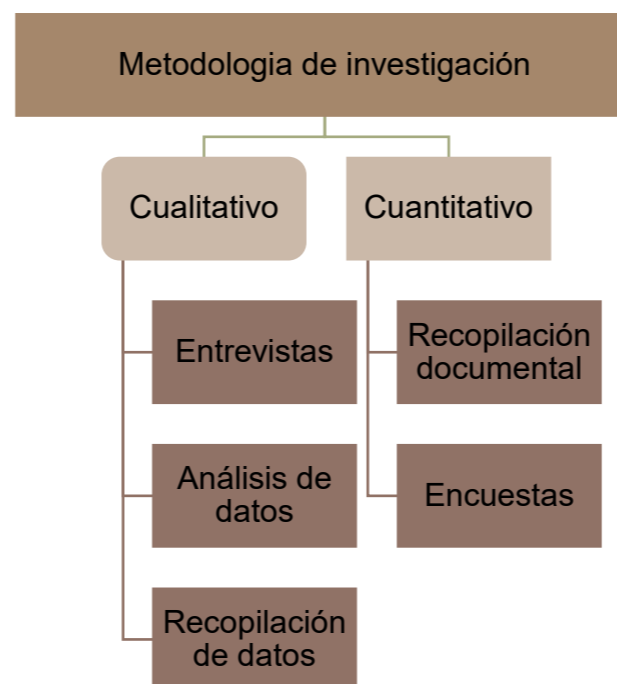 Metodologia de investigación
Cualitativo
Cuantitativo
Entrevistas
Análisis de
datos
Recopilación
de datos
Recopilación
documental
Encuestas